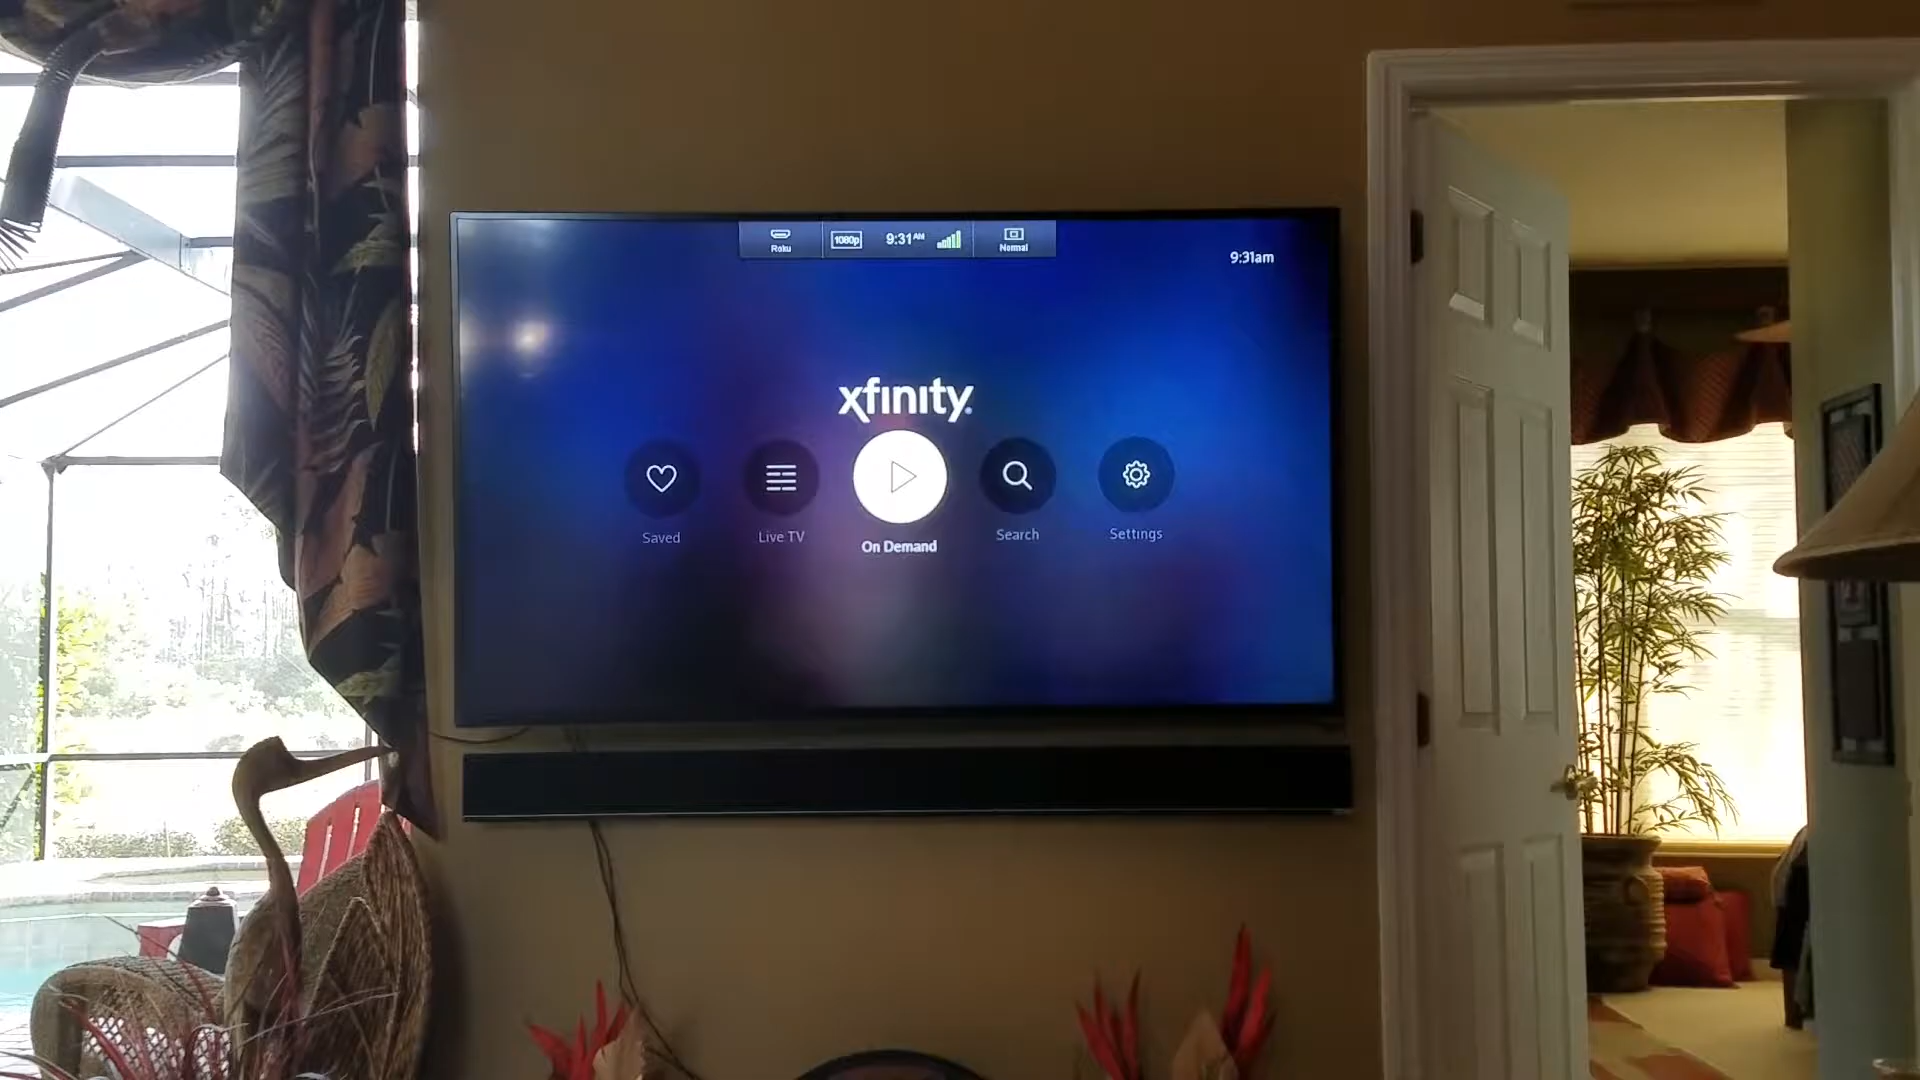 Roku
1080p
9:31 AM
Normal
9:31am
xfinity
Saved
Live TV
On Demand
Search
Settings